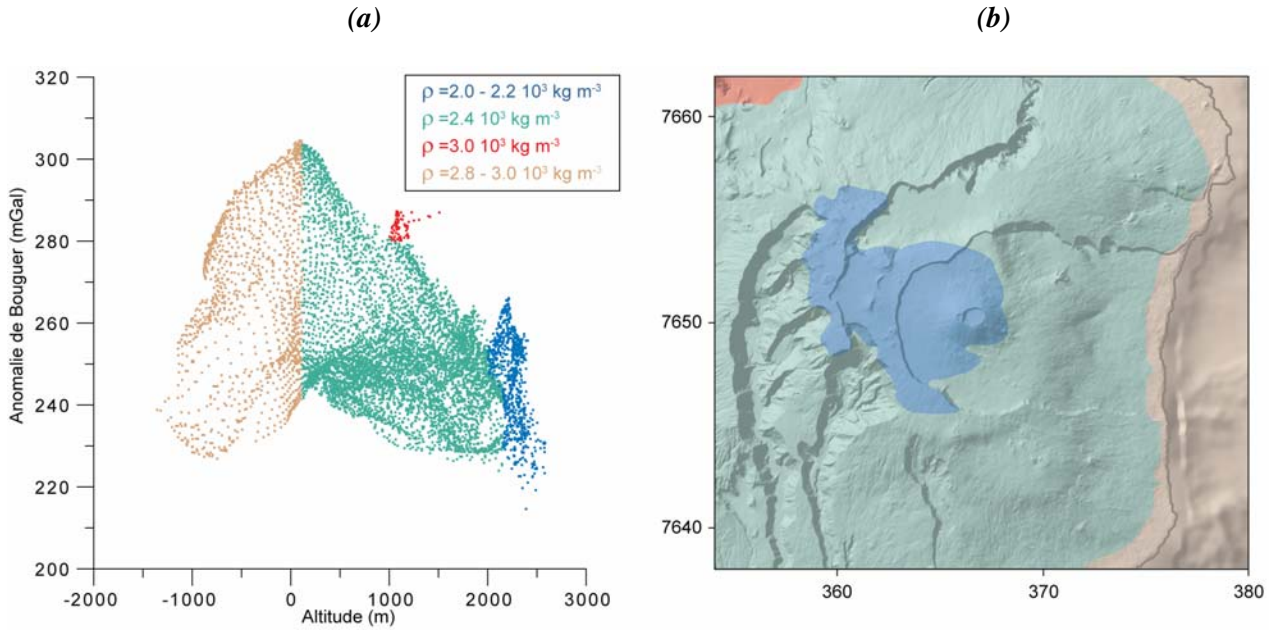 (a)
(b)
320
300
280
260
240
220
200
Anomalie de Bouguer (mGal)
-2000
-1000
0
1000
2000
3000
Altitude (m)
ρ =2.0 - 2.2 10³ kg m⁻³
ρ =2.4 10³ kg m⁻³
ρ =3.0 10³ kg m⁻³
ρ =2.8 - 3.0 10³ kg m⁻³
7660
7650
7640
360
370
380